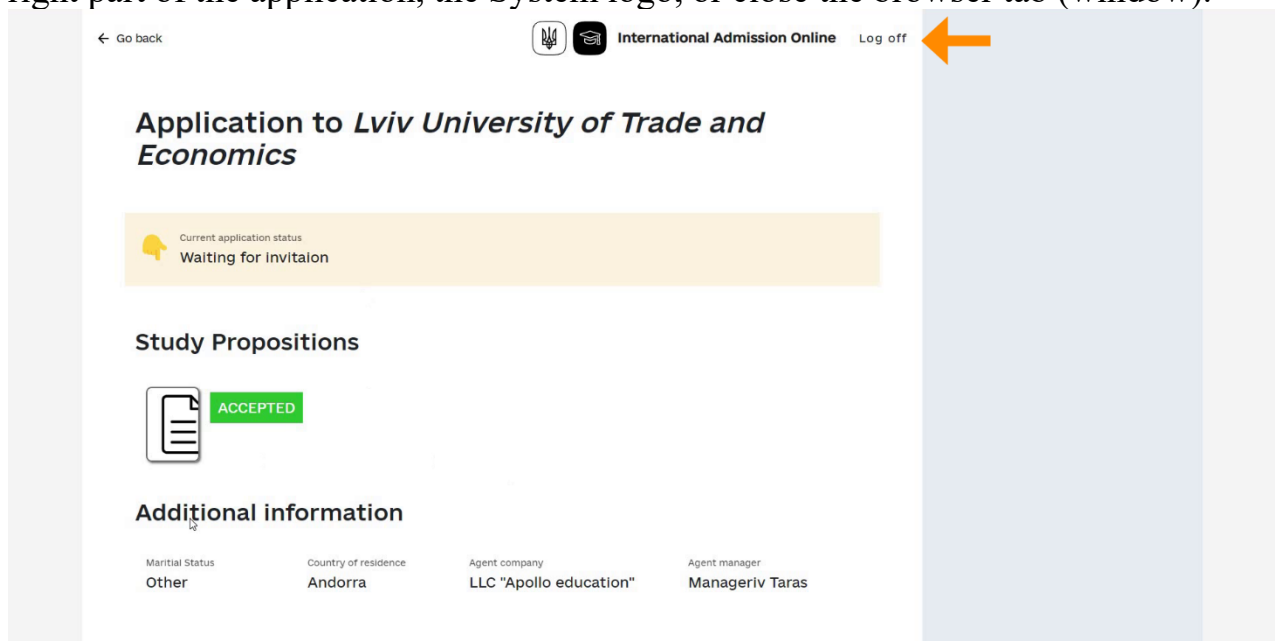 right part of the application, the System logo, or close the browser tab (window).
← Go back
International Admission Online Log off
Application to Lviv University of Trade and
Economics
Current application status
Waiting for invitaion
Study Propositions
ACCEPTED
Additional information
Maritial Status Country of residence Agent company Agent manager
Other Andorra LLC "Apollo education" Manageriv Taras